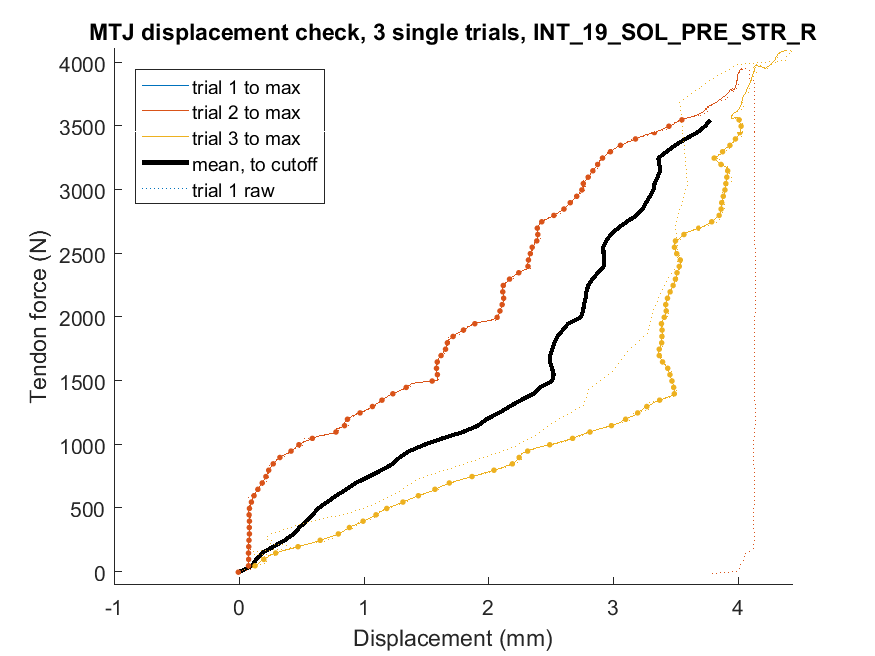 MTJ displacement check, 3 single trials, INT_19_SOL_PRE_STR_R
4000
3500
3000
2500
2000
1500
1000
500
0
Tendon force (N)
trial 1 to max
trial 2 to max
trial 3 to max
mean, to cutoff
trial 1 raw
-1 0 1 2 3 4
Displacement (mm)